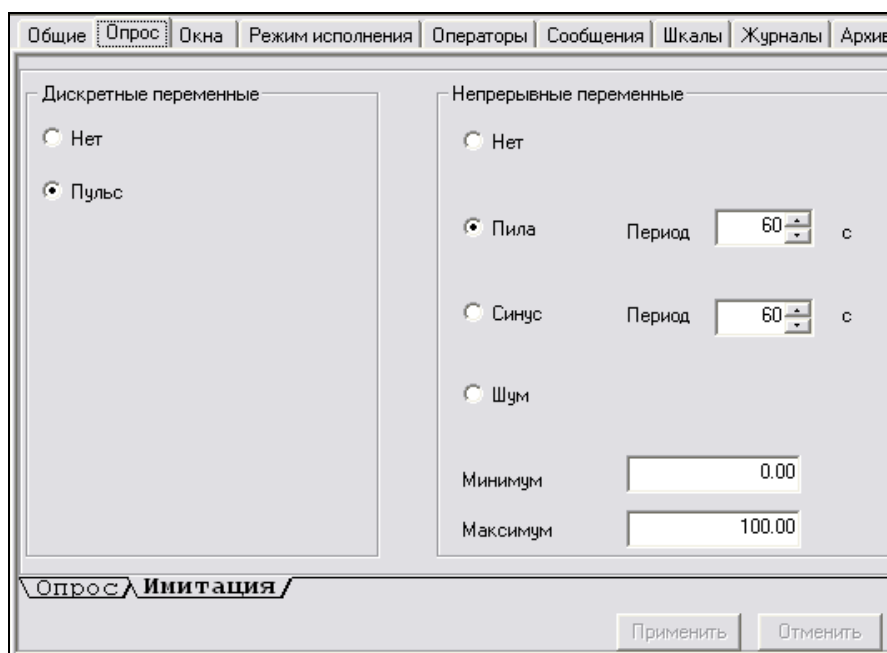 Общие Опрос Окна Режим исполнения Операторы Сообщения Шкалы Журналы Архив
Дискретные переменные
Нет
Пульс
Непрерывные переменные
Нет
Пила Период 60 с
Синус Период 60 с
Шум
Минимум 0.00
Максимум 100.00
Опрос Имитация
Применить Отменить